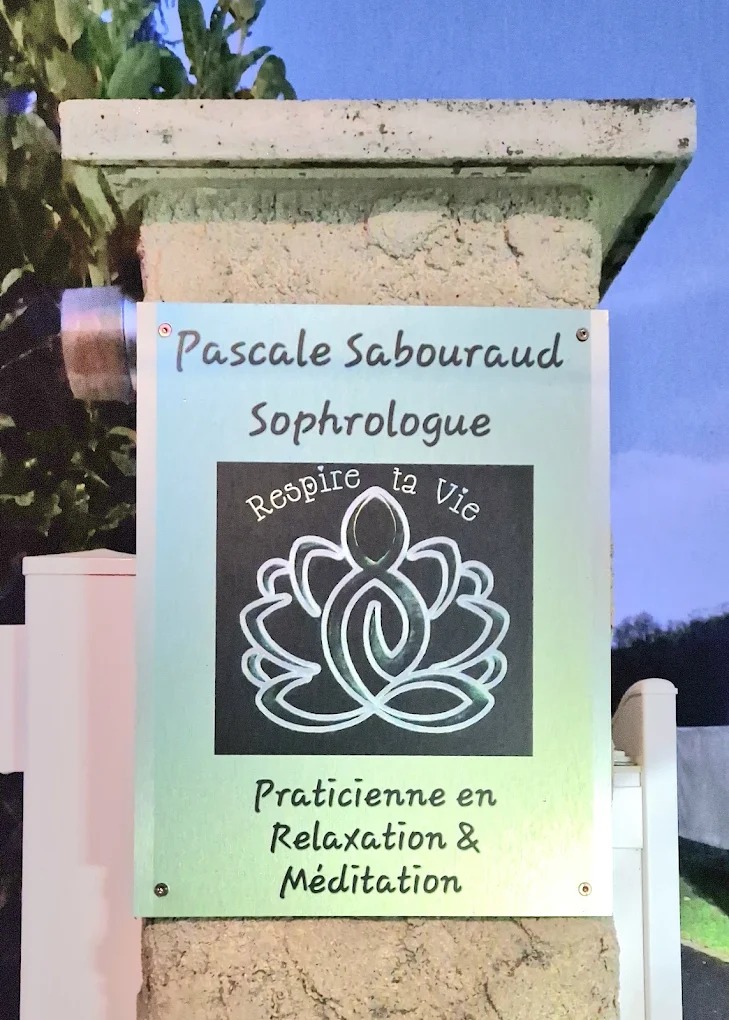 Pascale Sabouraud
Sophrologue
Respire ta Vie
Praticienne en
Relaxation &
Méditation